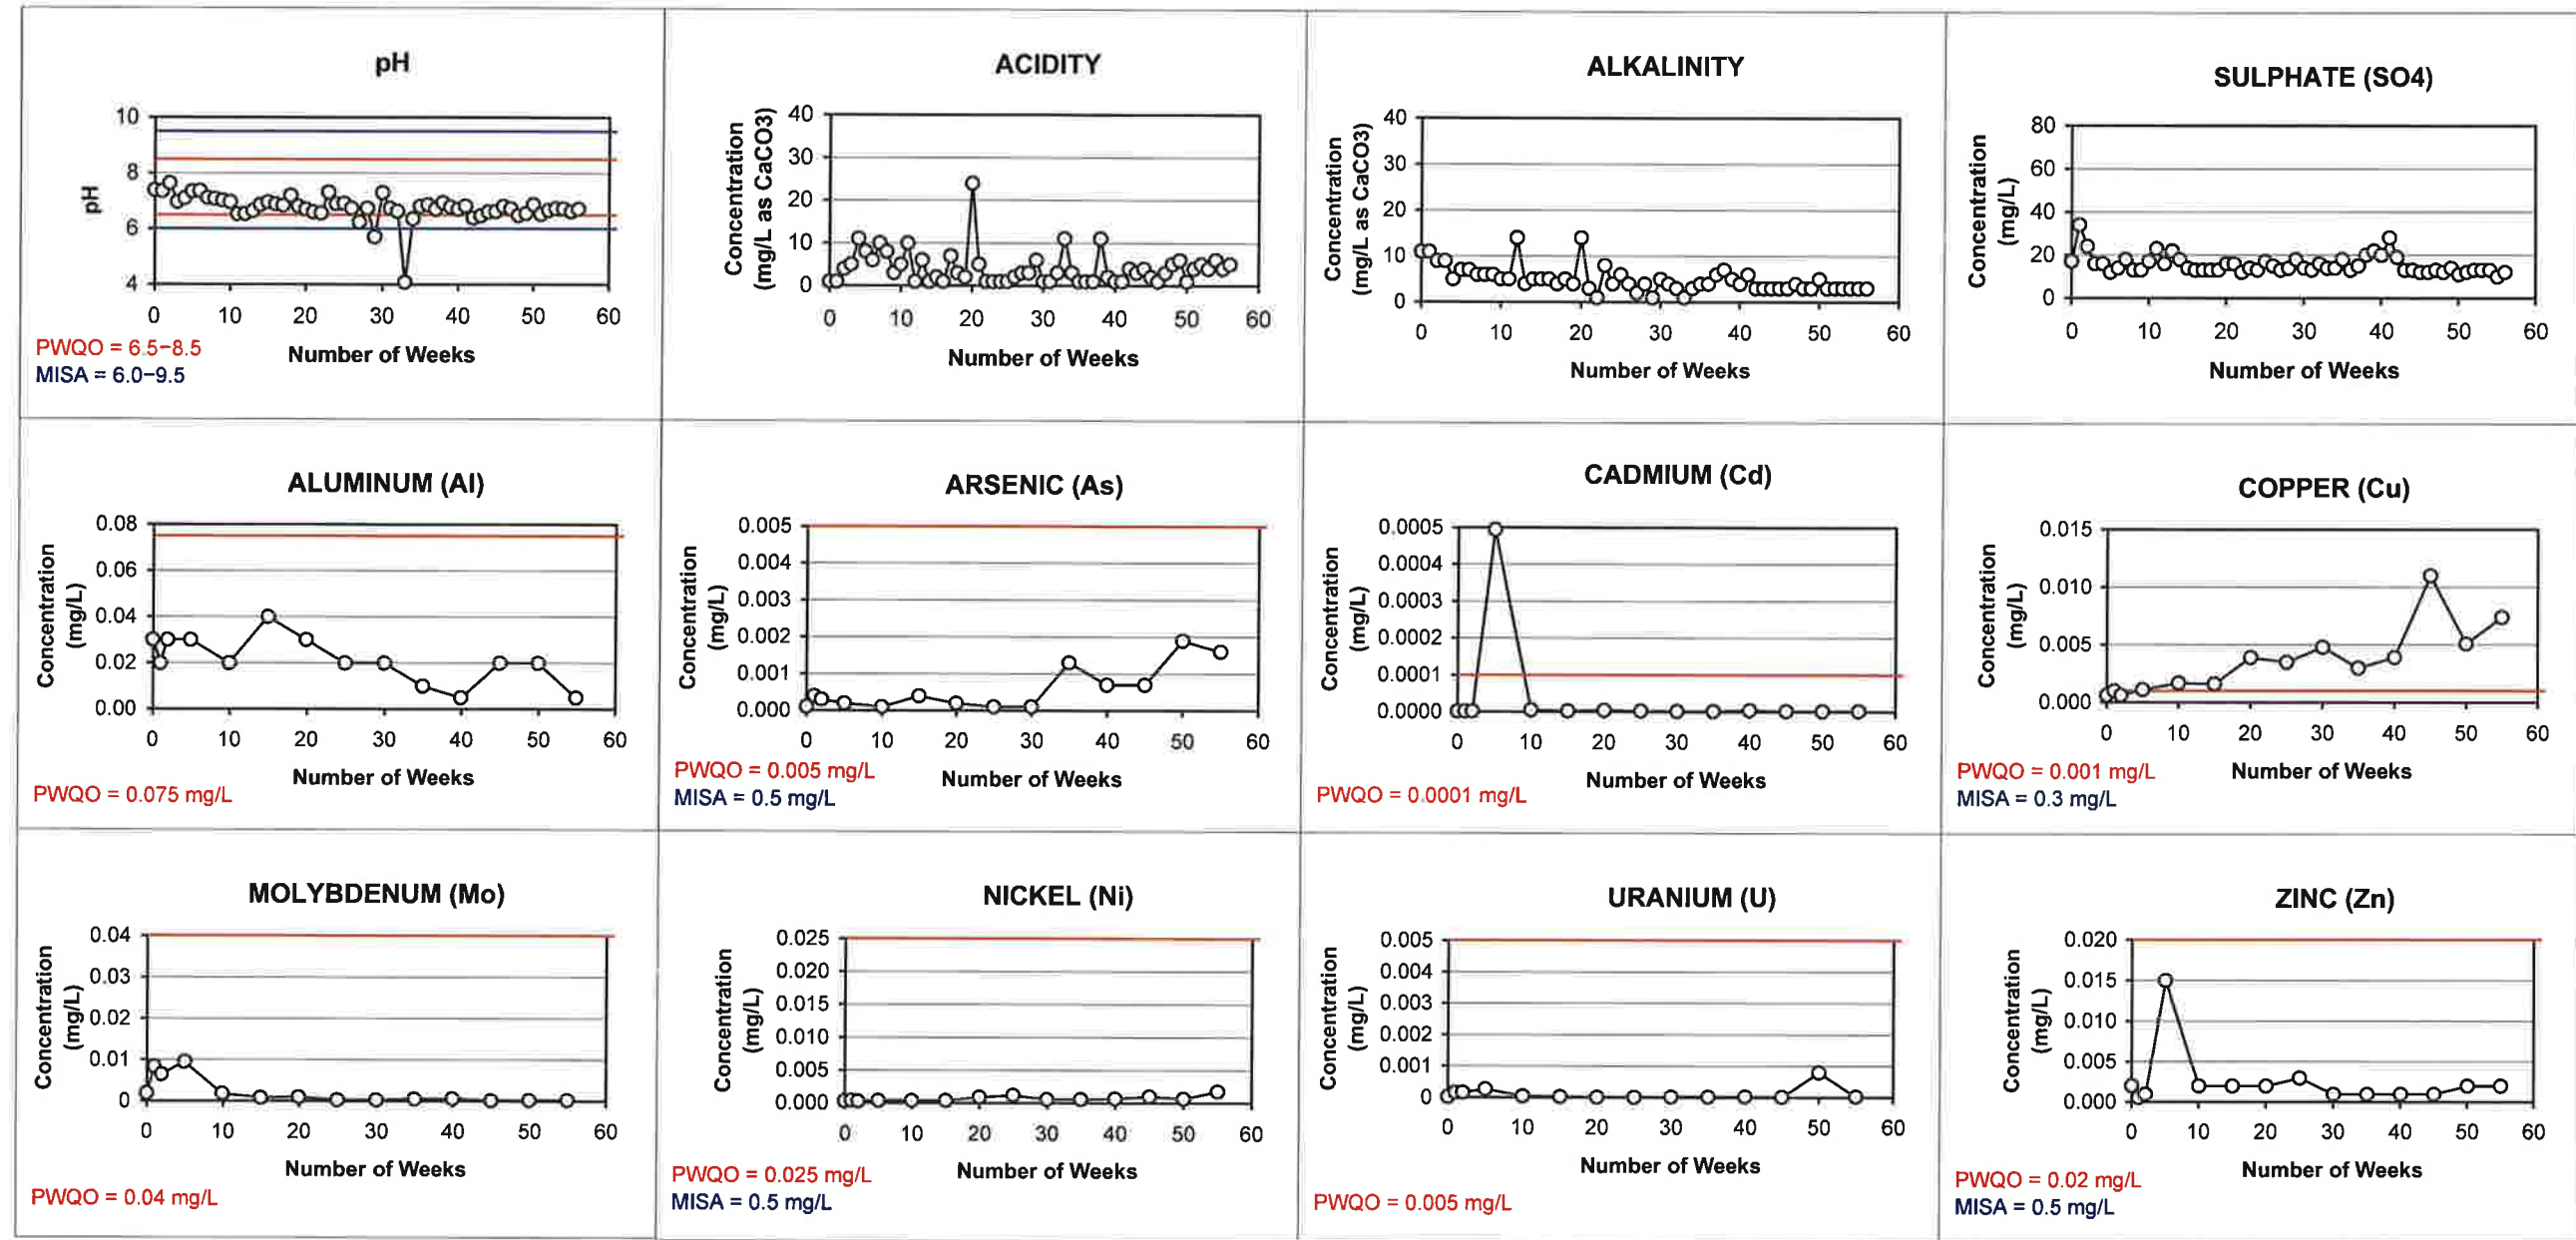 pH
pH
10
8
6
4
0 10 20 30 40 50 60
Number of Weeks
PWQO = 6.5-8.5
MISA = 6.0-9.5
ACIDITY
Concentration
(mg/L as CaCO3)
40
30
20
10
0
0 10 20 30 40 50 60
Number of Weeks
ALKALINITY
Concentration
(mg/L as CaCO3)
40
30
20
10
0
0 10 20 30 40 50 60
Number of Weeks
SULPHATE (SO4)
Concentration
(mg/L)
80
60
40
20
0
0 10 20 30 40 50 60
Number of Weeks
ALUMINUM (Al)
Concentration
(mg/L)
0.08
0.06
0.04
0.02
0.00
0 10 20 30 40 50 60
Number of Weeks
PWQO = 0.075 mg/L
ARSENIC (As)
Concentration
(mg/L)
0.005
0.004
0.003
0.002
0.001
0.000
0 10 20 30 40 50 60
Number of Weeks
PWQO = 0.005 mg/L
MISA = 0.5 mg/L
CADMIUM (Cd)
Concentration
(mg/L)
0.0005
0.0004
0.0003
0.0002
0.0001
0.0000
0 10 20 30 40 50 60
Number of Weeks
PWQO = 0.0001 mg/L
COPPER (Cu)
Concentration
(mg/L)
0.015
0.010
0.005
0.000
0 10 20 30 40 50 60
Number of Weeks
PWQO = 0.001 mg/L
MISA = 0.3 mg/L
MOLYBDENUM (Mo)
Concentration
(mg/L)
0.04
0.03
0.02
0.01
0
0 10 20 30 40 50 60
Number of Weeks
PWQO = 0.04 mg/L
NICKEL (Ni)
Concentration
(mg/L)
0.025
0.020
0.015
0.010
0.005
0.000
0 10 20 30 40 50 60
Number of Weeks
PWQO = 0.025 mg/L
MISA = 0.5 mg/L
URANIUM (U)
Concentration
(mg/L)
0.005
0.004
0.003
0.002
0.001
0
0 10 20 30 40 50 60
Number of Weeks
PWQO = 0.005 mg/L
ZINC (Zn)
Concentration
(mg/L)
0.020
0.015
0.010
0.005
0.000
0 10 20 30 40 50 60
Number of Weeks
PWQO = 0.02 mg/L
MISA = 0.5 mg/L